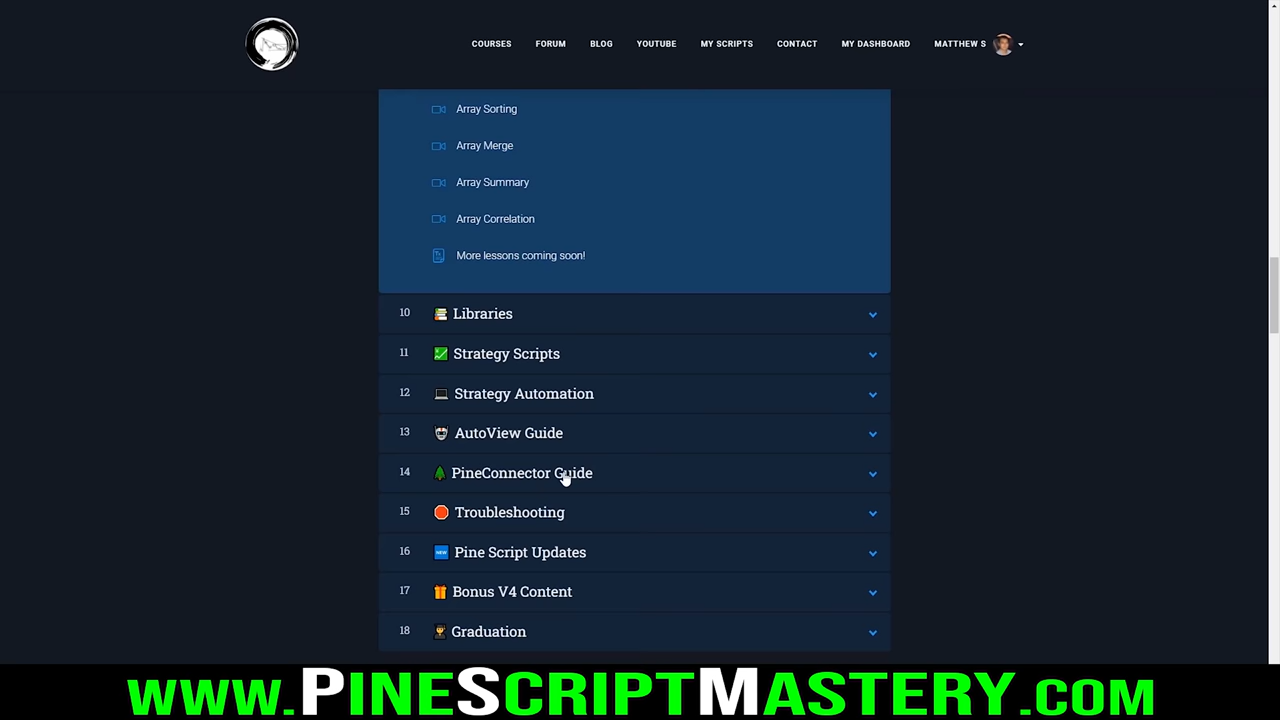 COURSES FORUM BLOG YOUTUBE MY SCRIPTS CONTACT MY DASHBOARD MATTHEW S
Array Sorting
Array Merge
Array Summary
Array Correlation
More lessons coming soon!
10 Libraries
11 Strategy Scripts
12 Strategy Automation
13 AutoView Guide
14 PineConnector Guide
15 Troubleshooting
16 NEW Pine Script Updates
17 Bonus V4 Content
18 Graduation
WWW.PINESCRIPTMASTERY.COM